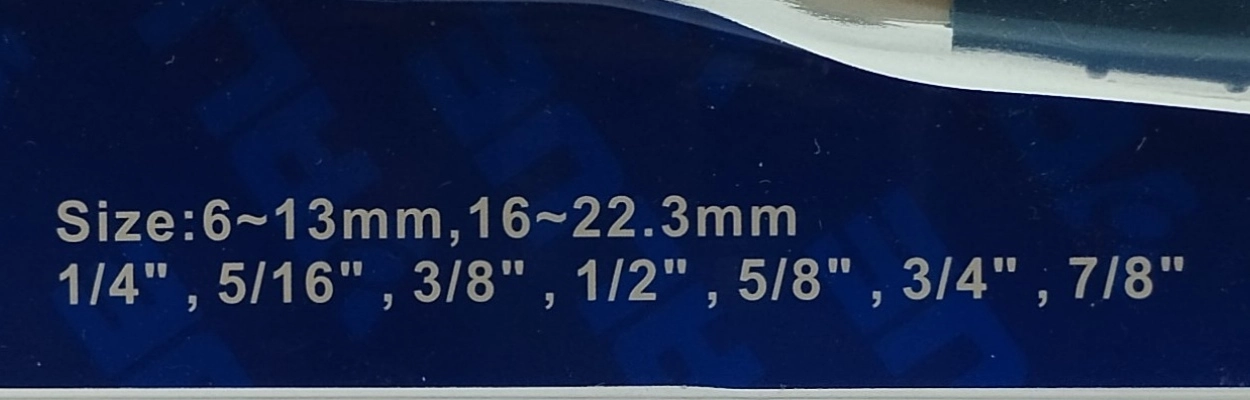 Size:6~13mm,16~22.3mm
1/4" , 5/16" , 3/8" , 1/2" , 5/8" , 3/4" , 7/8"